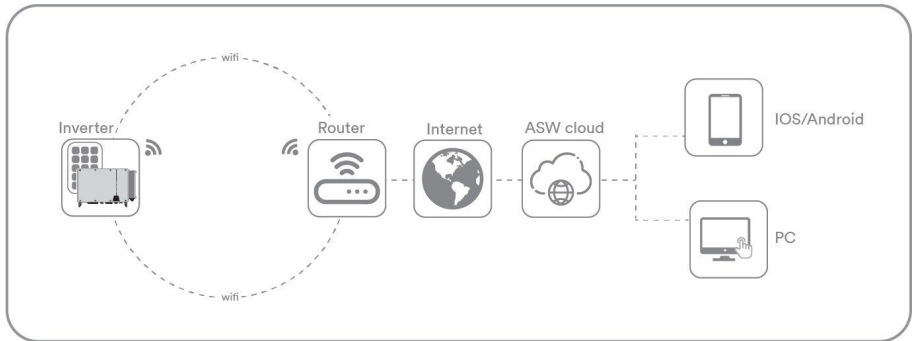 wifi
Inverter
Router
Internet
ASW cloud
IOS/Android
PC
wifi